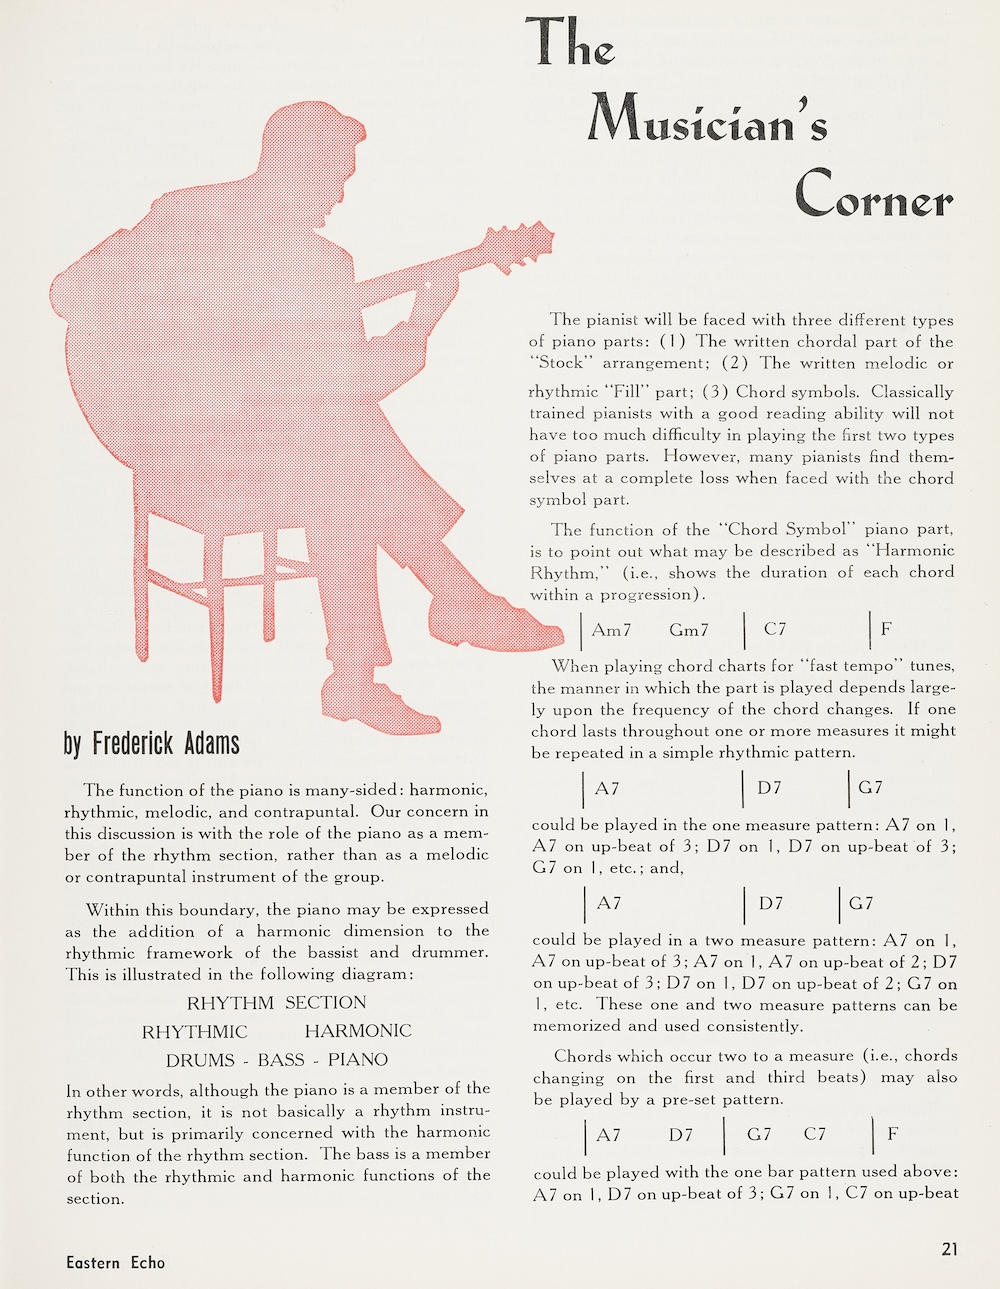 The
Musician's
Corner
by Frederick Adams
The function of the piano is many-sided: harmonic,
rhythmic, melodic, and contrapuntal. Our concern in
this discussion is with the role of the piano as a mem-
ber of the rhythm section, rather than as a melodic
or contrapuntal instrument of the group.
Within this boundary, the piano may be expressed
as the addition of a harmonic dimension to the
rhythmic framework of the bassist and drummer.
This is illustrated in the following diagram:
RHYTHM SECTION
RHYTHMIC HARMONIC
DRUMS - BASS - PIANO
In other words, although the piano is a member of the
rhythm section, it is not basically a rhythm instru-
ment, but is primarily concerned with the harmonic
function of the rhythm section. The bass is a member
of both the rhythmic and harmonic functions of the
section.
The pianist will be faced with three different types
of piano parts: (1) The written chordal part of the
"Stock" arrangement; (2) The written melodic or
rhythmic "Fill" part; (3) Chord symbols. Classically
trained pianists with a good reading ability will not
have too much difficulty in playing the first two types
of piano parts. However, many pianists find them-
selves at a complete loss when faced with the chord
symbol part.
The function of the "Chord Symbol" piano part,
is to point out what may be described as "Harmonic
Rhythm," (i.e., shows the duration of each chord
within a progression).
| Am7 Gm7 | C7 | F
When playing chord charts for "fast tempo" tunes,
the manner in which the part is played depends large-
ly upon the frequency of the chord changes. If one
chord lasts throughout one or more measures it might
be repeated in a simple rhythmic pattern.
| A7 | D7 | G7
could be played in the one measure pattern: A7 on 1,
A7 on up-beat of 3; D7 on 1, D7 on up-beat of 3;
G7 on 1, etc.; and,
| A7 | D7 | G7
could be played in a two measure pattern: A7 on 1,
A7 on up-beat of 3; A7 on 1, A7 on up-beat of 2; D7
on up-beat of 3; D7 on 1, D7 on up-beat of 2; G7 on
1, etc. These one and two measure patterns can be
memorized and used consistently.
Chords which occur two to a measure (i.e., chords
changing on the first and third beats) may also
be played by a pre-set pattern.
| A7 D7 | G7 C7 | F
could be played with the one bar pattern used above:
A7 on 1, D7 on up-beat of 3; G7 on 1, C7 on up-beat
Eastern Echo
21